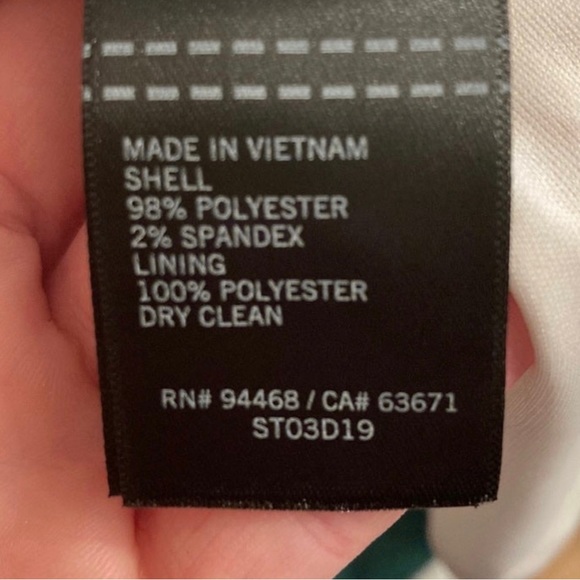 MADE IN VIETNAM
SHELL
98% POLYESTER
2% SPANDEX
LINING
100% POLYESTER
DRY CLEAN
RN# 94468 / CA# 63671
ST03D19